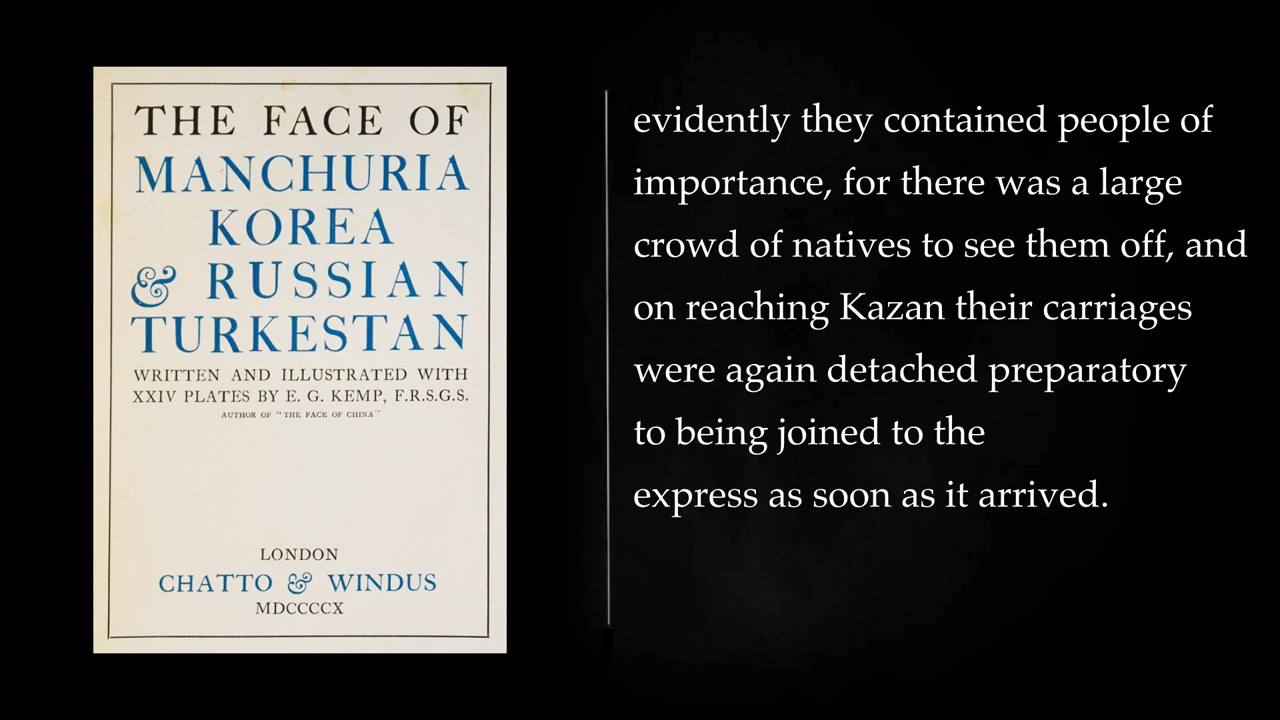 THE FACE OF
MANCHURIA
KOREA
& RUSSIAN
TURKESTAN
WRITTEN AND ILLUSTRATED WITH
XXIV PLATES BY E. G. KEMP, F.R.S.G.S.
AUTHOR OF "THE FACE OF CHINA"
LONDON
CHATTO & WINDUS
MDCCCCX
evidently they contained people of
importance, for there was a large
crowd of natives to see them off, and
on reaching Kazan their carriages
were again detached preparatory
to being joined to the
express as soon as it arrived.